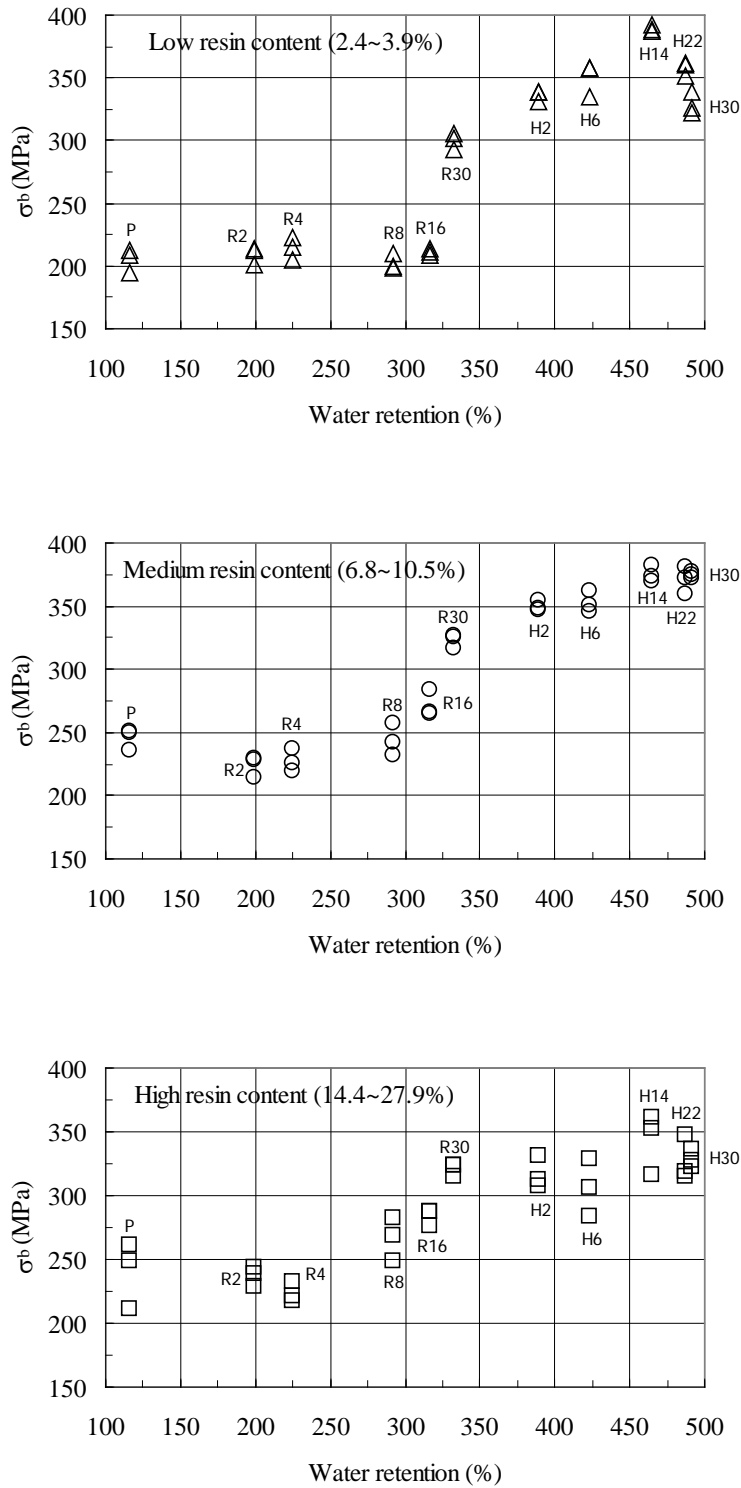 400
Low resin content (2.4~3.9%)
H22
H14
350
H30
H2
H6
σb (MPa)
300
R30
250
P
R2
R4
R8
R16
200
150
100 150 200 250 300 350 400 450 500
Water retention (%)
400
Medium resin content (6.8~10.5%)
H30
H14
350
R30
H2
H6
H22
σb (MPa)
300
P
R8
R16
250
R4
R2
200
150
100 150 200 250 300 350 400 450 500
Water retention (%)
400
High resin content (14.4~27.9%)
H14
H22
350
R30
H30
H2
σb (MPa)
300
P
R16
H6
250
R2
R4
R8
200
150
100 150 200 250 300 350 400 450 500
Water retention (%)